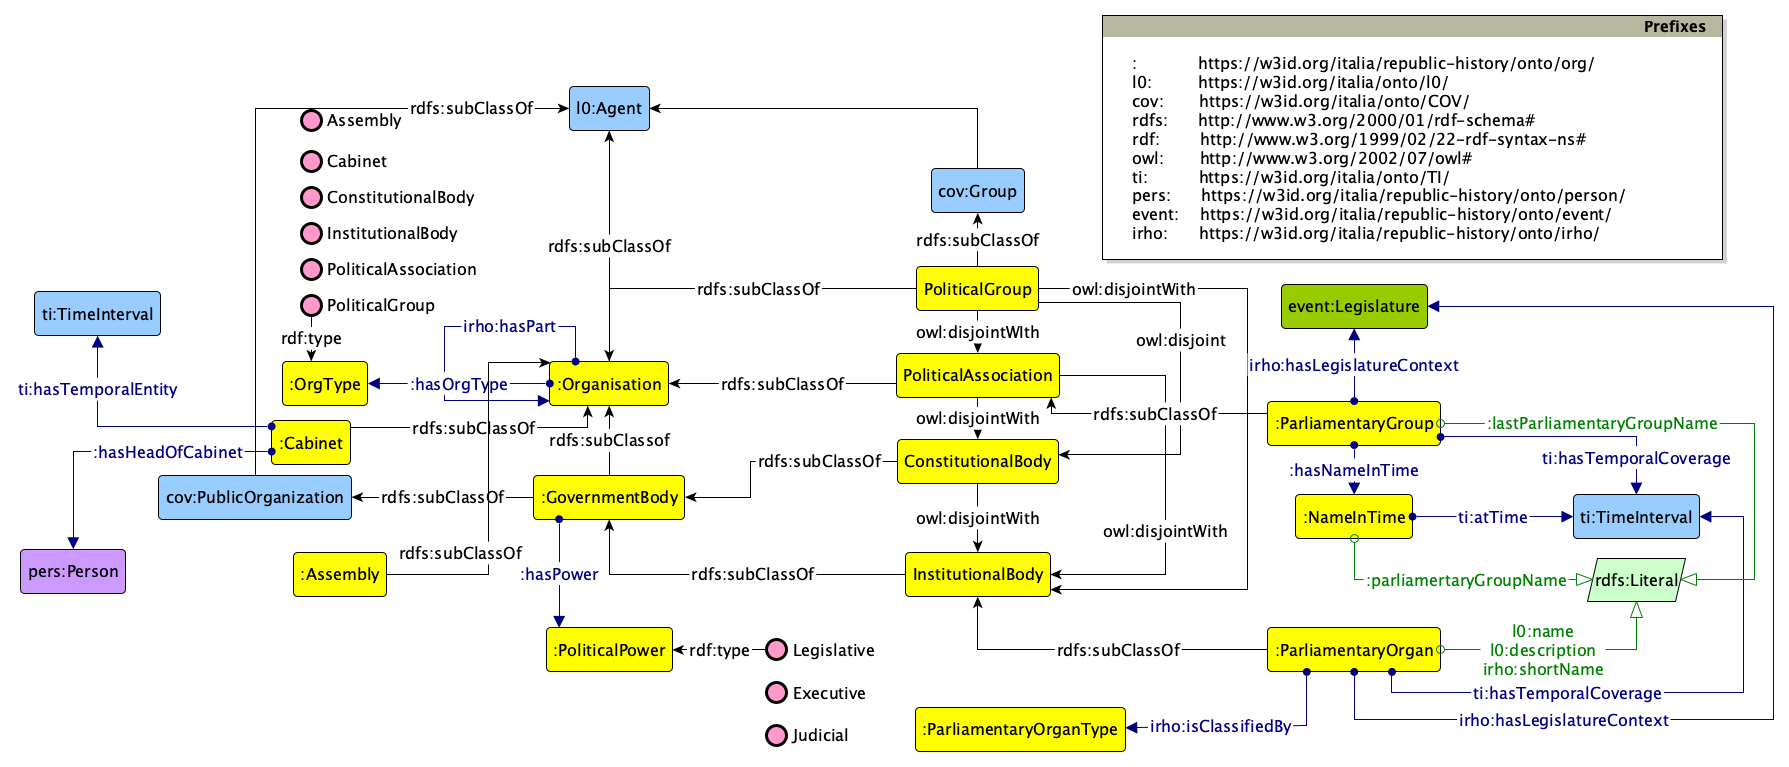 Prefixes
: https://w3id.org/italia/republic-history/onto/org/
l0: https://w3id.org/italia/onto/l0/
cov: https://w3id.org/italia/onto/COV/
rdfs: http://www.w3.org/2000/01/rdf-schema#
rdf: http://www.w3.org/1999/02/22-rdf-syntax-ns#
owl: http://www.w3.org/2002/07/owl#
ti: https://w3id.org/italia/onto/TI/
pers: https://w3id.org/italia/republic-history/onto/person/
event: https://w3id.org/italia/republic-history/onto/event/
irho: https://w3id.org/italia/republic-history/onto/irho/
rdfs:subClassOf
l0:Agent
Assembly
Cabinet
ConstitutionalBody
InstitutionalBody
PoliticalAssociation
PoliticalGroup
cov:Group
rdfs:subClassOf
rdfs:subClassOf
rdfs:subClassOf
PoliticalGroup
owl:disjointWith
ti:TimeInterval
event:Legislature
irho:hasPart
rdf:type
owl:disjointWIth
owl:disjoint
irho:hasLegislatureContext
:OrgType
:hasOrgType
:Organisation
rdfs:subClassOf
PoliticalAssociation
ti:hasTemporalEntity
owl:disjointWith
rdfs:subClassOf
:ParliamentaryGroup
:lastParliamentaryGroupName
:Cabinet
rdfs:subClassOf
rdfs:subClassof
:hasHeadOfCabinet
rdfs:subClassOf
ConstitutionalBody
ti:hasTemporalCoverage
:hasNameInTime
cov:PublicOrganization
rdfs:subClassOf
:GovernmentBody
owl:disjointWith
owl:disjointWith
:NameInTime
ti:atTime
ti:TimeInterval
rdfs:subClassOf
pers:Person
:Assembly
:hasPower
rdfs:subClassOf
InstitutionalBody
:parliamertaryGroupName
rdfs:Literal
:PoliticalPower
rdf:type
Legislative
Executive
Judicial
rdfs:subClassOf
:ParliamentaryOrgan
l0:name
l0:description
irho:shortName
ti:hasTemporalCoverage
irho:hasLegislatureContext
:ParliamentaryOrganType
irho:isClassifiedBy